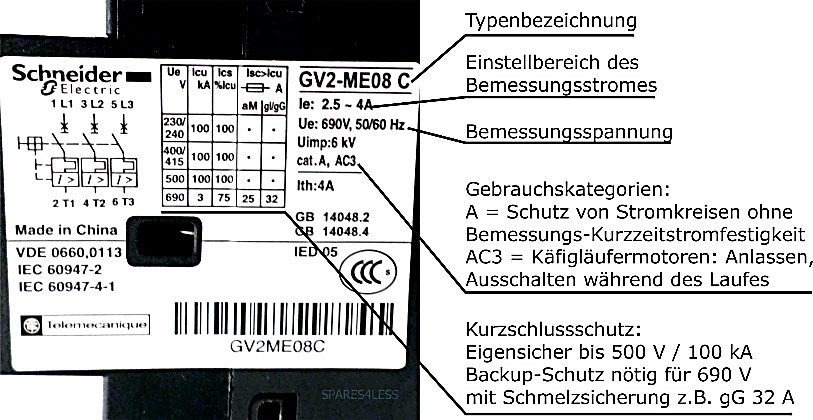 Schneider
Electric
1 L1 3 L2 5 L3
I > I > I >
2 T1 4 T2 6 T3
Made in China
VDE 0660,0113
IEC 60947-2
IEC 60947-4-1
Telemecanique
Ue Icu Ics Isc>Icu
V kA %Icu A
aM gl/gG
230/
240 100 100 • •
400/
415 100 100 • •
500 100 100 • •
690 3 75 25 32
GV2-ME08 C
Ie: 2.5 ~ 4A
Ue: 690V, 50/60 Hz
Uimp:6 kV
cat.A, AC3
Ith:4A
GB 14048.2
GB 14048.4
IED 05
CCC S
GV2ME08C
SPARES4LESS
Typenbezeichnung
Einstellbereich des
Bemessungsstromes
Bemessungsspannung
Gebrauchskategorien:
A = Schutz von Stromkreisen ohne
Bemessungs-Kurzzeitstromfestigkeit
AC3 = Käfigläufermotoren: Anlassen,
Ausschalten während des Laufes
Kurzschlussschutz:
Eigensicher bis 500 V / 100 kA
Backup-Schutz nötig für 690 V
mit Schmelzsicherung z.B. gG 32 A